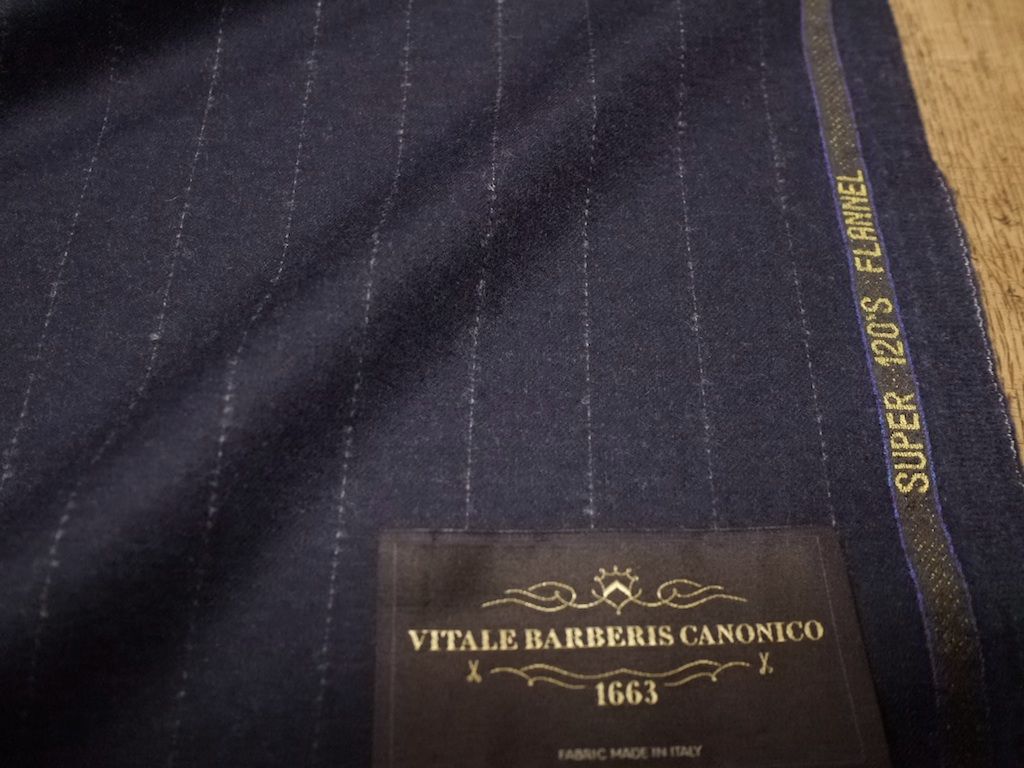 SUPER 120'S FLANNEL
VITALE BARBERIS CANONICO
1663
FABRIC MADE IN ITALY